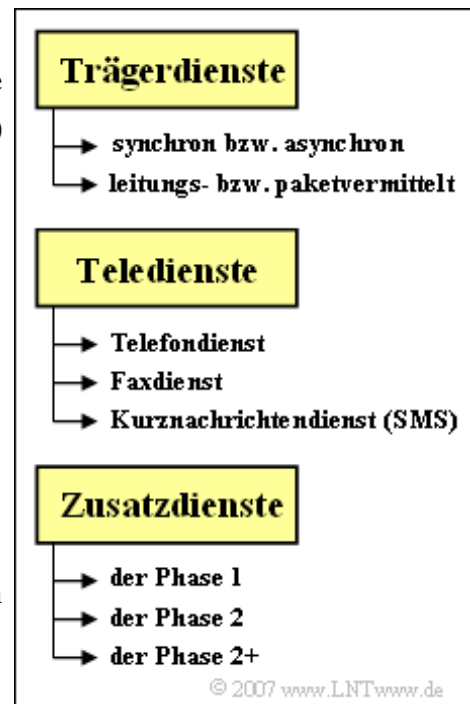 Trägerdienste
synchron bzw. asynchron
leitungs- bzw. paketvermittelt
Teledienste
Telefondienst
Faxdienst
Kurznachrichtendienst (SMS)
Zusatzdienste
der Phase 1
der Phase 2
der Phase 2+
© 2007 www.LNTwww.de